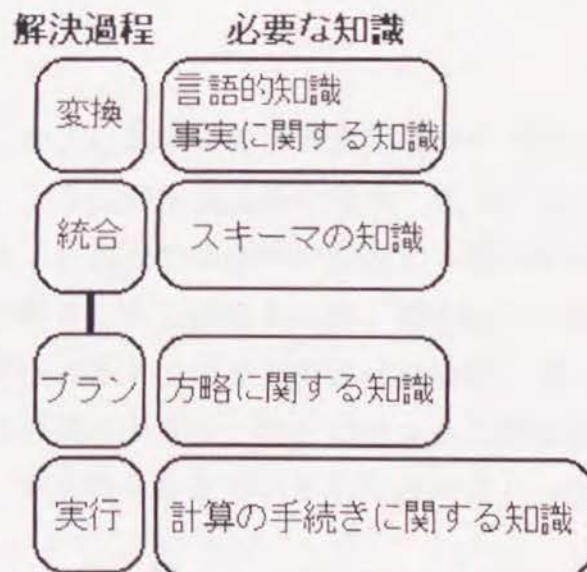 解決過程 必要な知識
変換 言語的知識
事実に関する知識
統合 スキーマの知識
プラン 方略に関する知識
実行 計算の手続きに関する知識